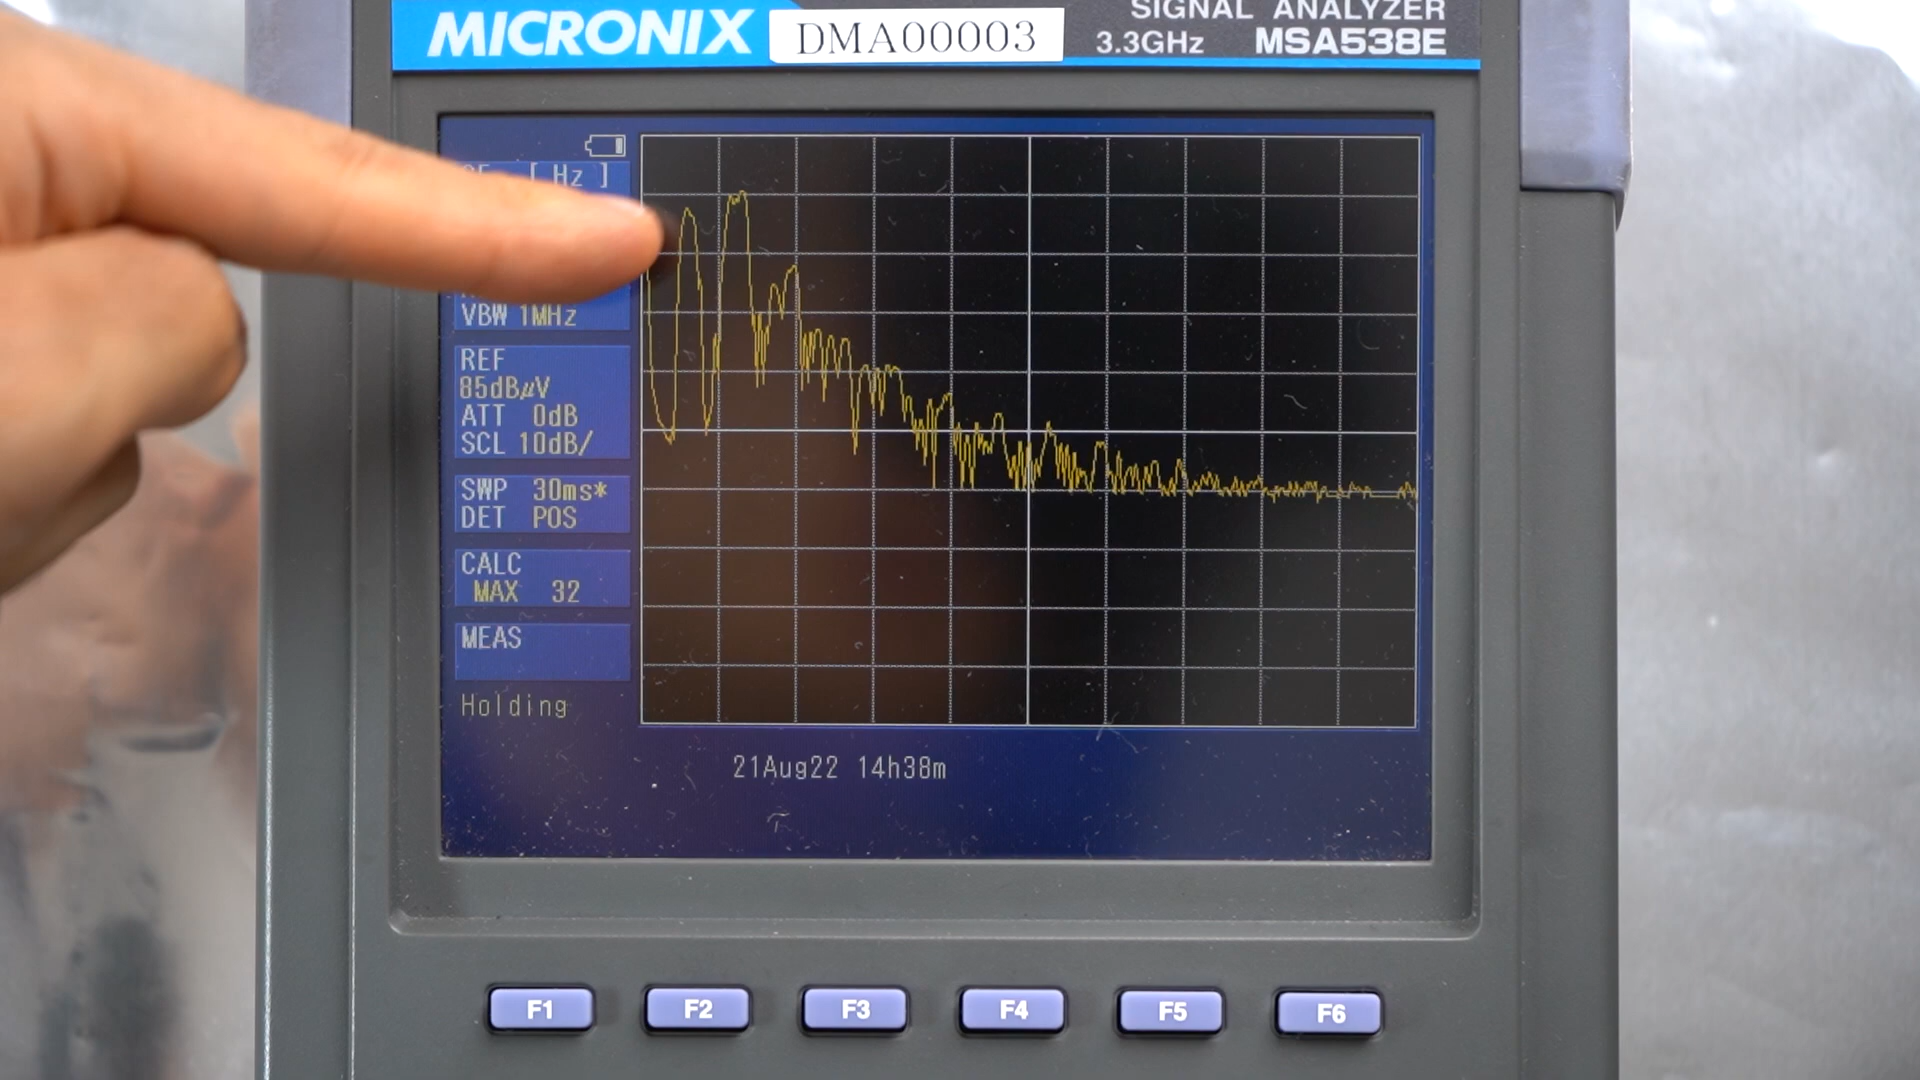 MICRONIX
DMA00003
SIGNAL ANALYZER
3.3GHz MSA538E
[ Hz ]
VBW 1MHz
REF
85dBμV
ATT 0dB
SCL 10dB/
SWP 30ms*
DET POS
CALC
MAX 32
MEAS
Holding
21Aug22 14h38m
F1 F2 F3 F4 F5 F6